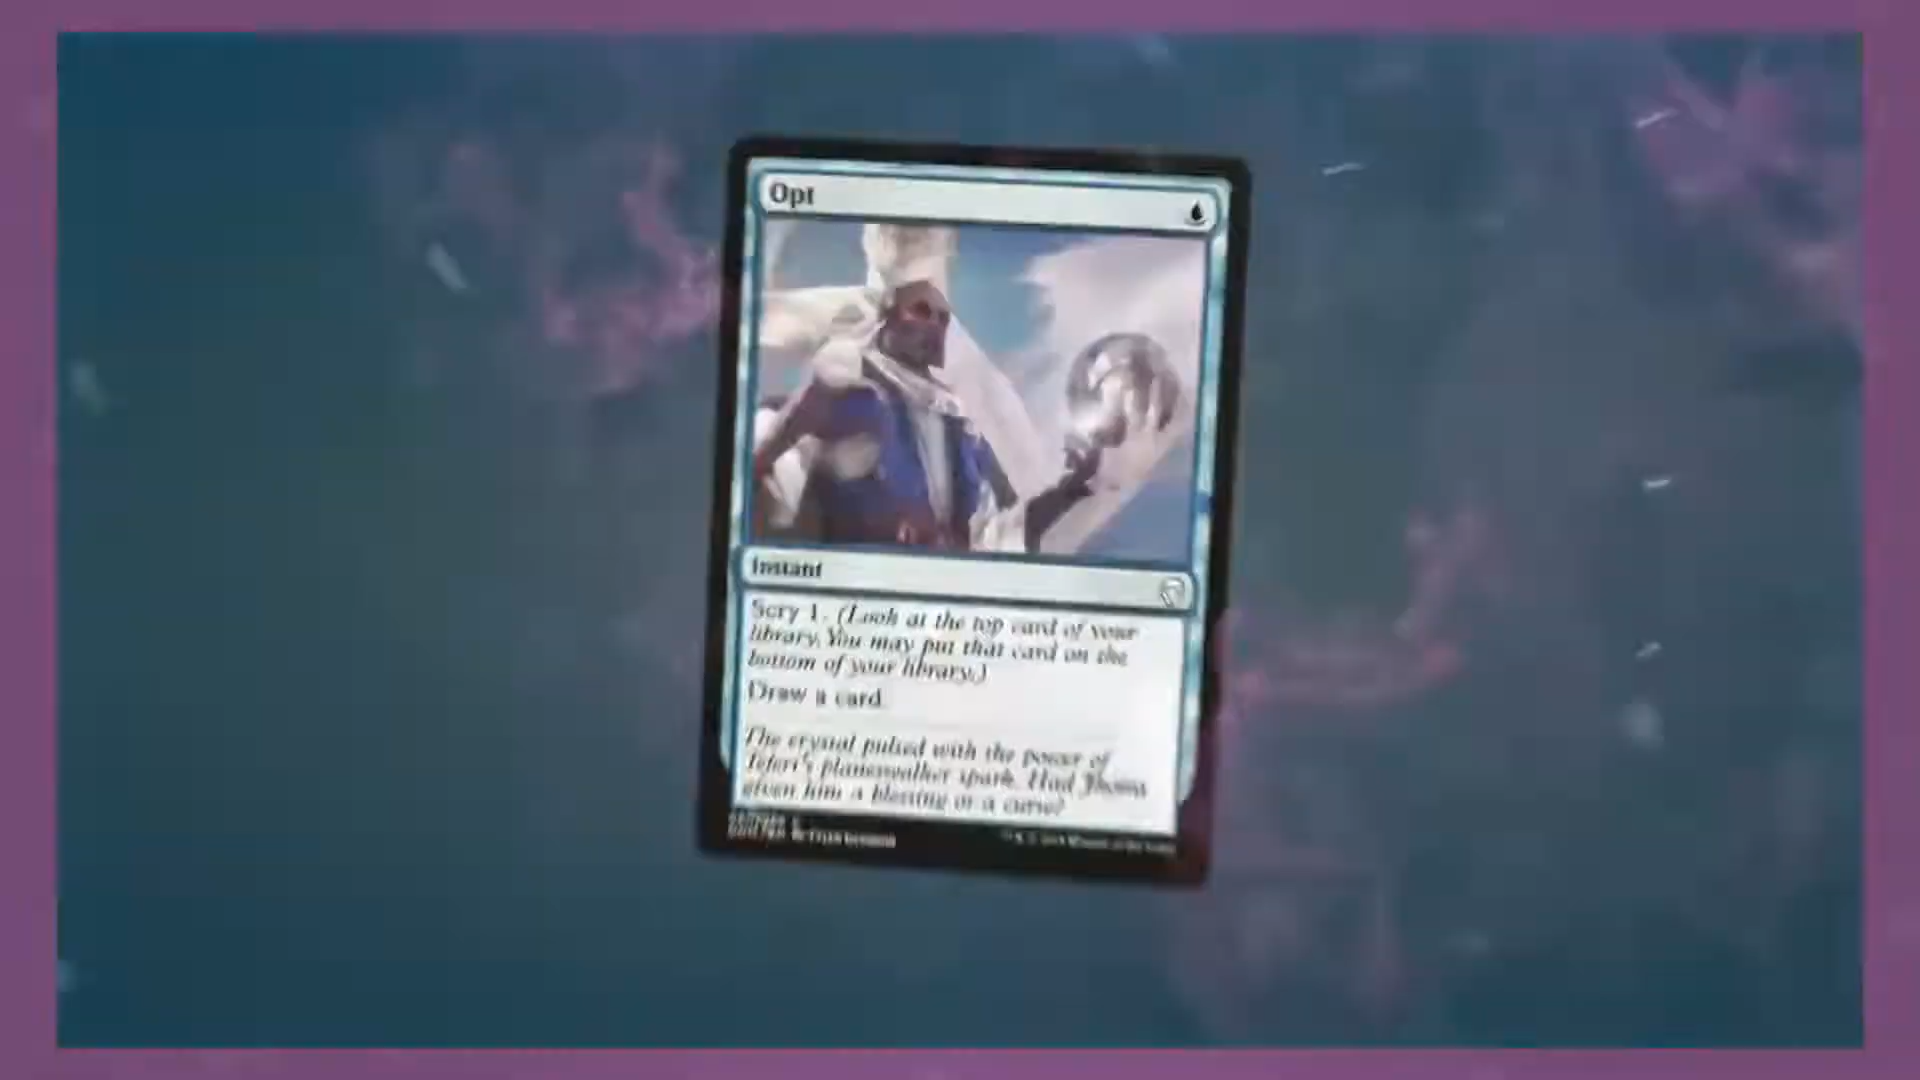 Opt
Instant
Scry 1. (Look at the top card of your
library. You may put that card on the
bottom of your library.)
Draw a card.
The crystal pulsed with the power of
Teferi's planeswalker spark. Had Jhoira
given him a blessing or a curse?